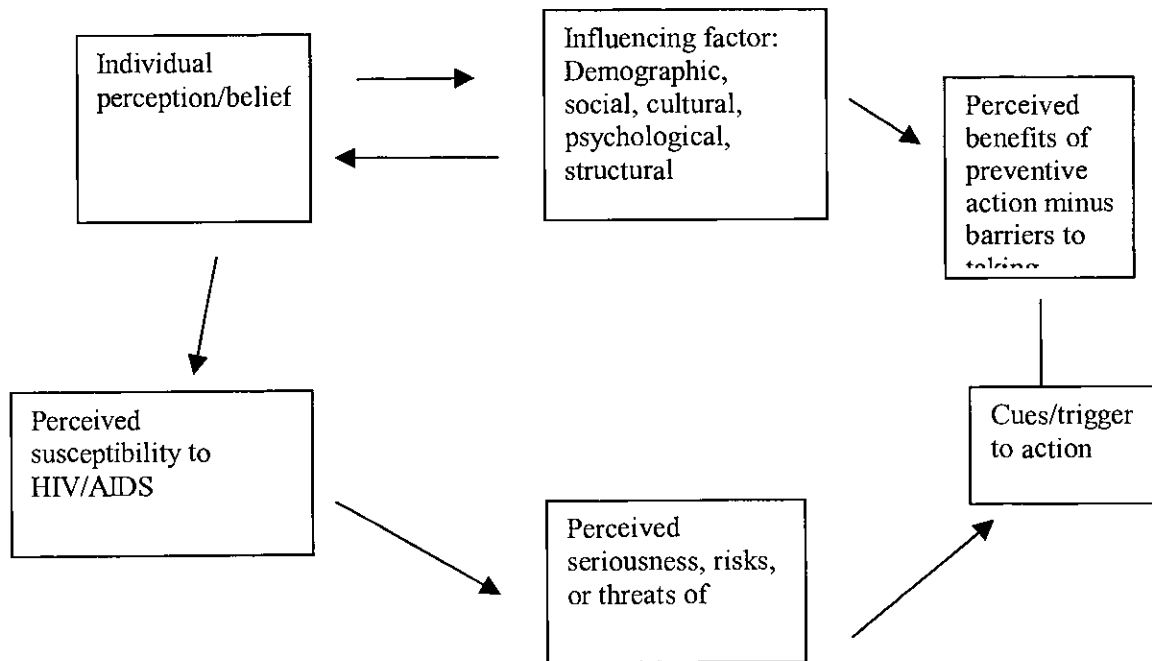 Individual
perception/belief
Influencing factor:
Demographic,
social, cultural,
psychological,
structural
Perceived
benefits of
preventive
action minus
barriers to
taking
Perceived
susceptibility to
HIV/AIDS
Perceived
seriousness, risks,
or threats of
Cues/trigger
to action